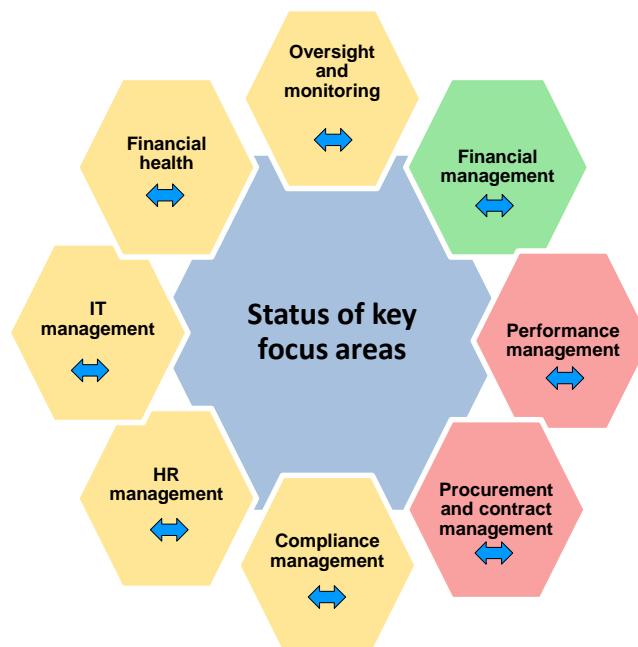 Oversight
and
monitoring
Financial
health
Financial
management
IT
management
Status of key
focus areas
Performance
management
HR
management
Procurement
and contract
management
Compliance
management